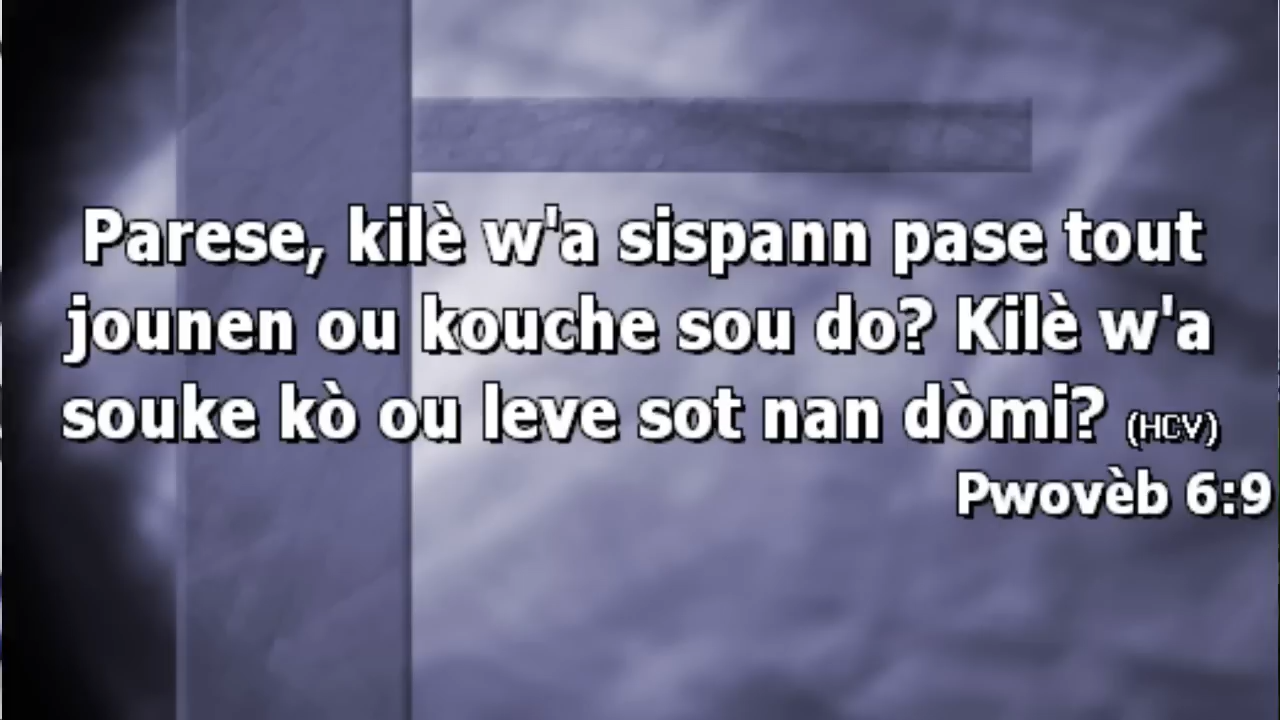 Parese, kilè w'a sispann pase tout
jounen ou kouche sou do? Kilè w'a
souke kò ou leve sot nan dòmi? (HCV)
Pwovèb 6:9